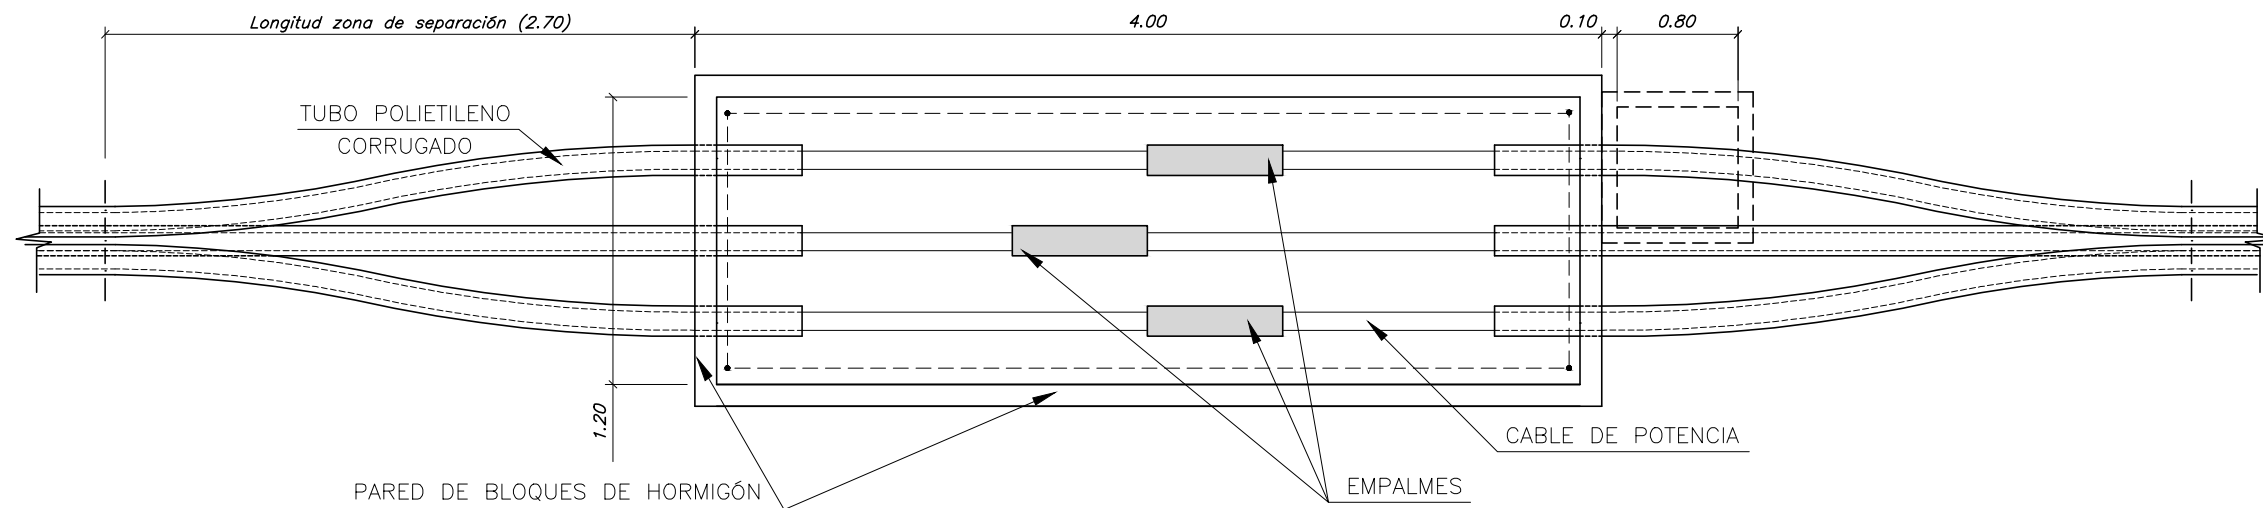 Longitud zona de separación (2.70)
4.00
0.10
0.80
TUBO POLIETILENO
CORRUGADO
1.20
CABLE DE POTENCIA
PARED DE BLOQUES DE HORMIGÓN
EMPALMES